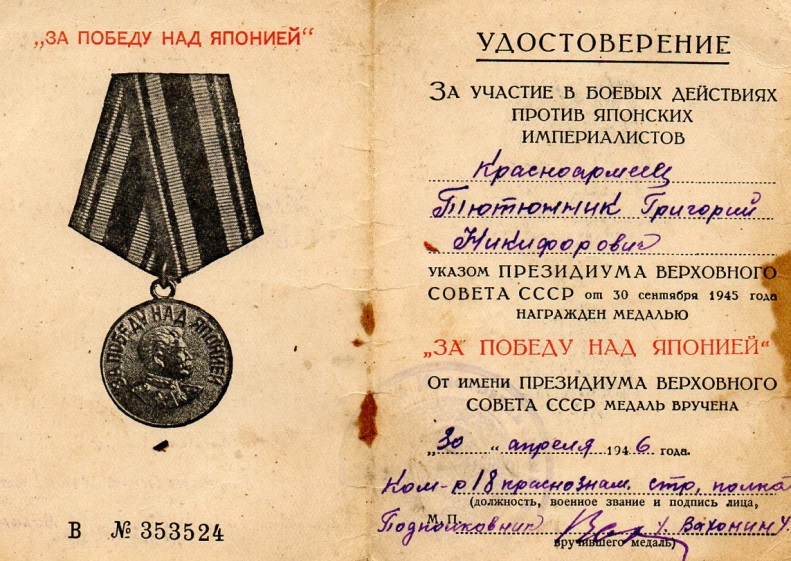 „ЗА ПОБЕДУ НАД ЯПОНИЕЙ“
ЗА ПОБЕДУ НАД ЯПОНИЕЙ
В № 353524
УДОСТОВЕРЕНИЕ
ЗА УЧАСТИЕ В БОЕВЫХ ДЕЙСТВИЯХ
ПРОТИВ ЯПОНСКИХ
ИМПЕРИАЛИСТОВ
Красноармеец
Тютюнник Григорий
Никифорович
УКАЗОМ ПРЕЗИДИУМА ВЕРХОВНОГО
СОВЕТА СССР от 30 сентября 1945 года
НАГРАЖДЕН МЕДАЛЬЮ
„ЗА ПОБЕДУ НАД ЯПОНИЕЙ“
ОТ ИМЕНИ ПРЕЗИДИУМА ВЕРХОВНОГО
СОВЕТА СССР МЕДАЛЬ ВРУЧЕНА
„30“ апреля 1946 года.
Ком-р 18 краснознам. стр. полка
(должность, военное звание и подпись лица,
М.П.
Подполковник
вручившего медаль)